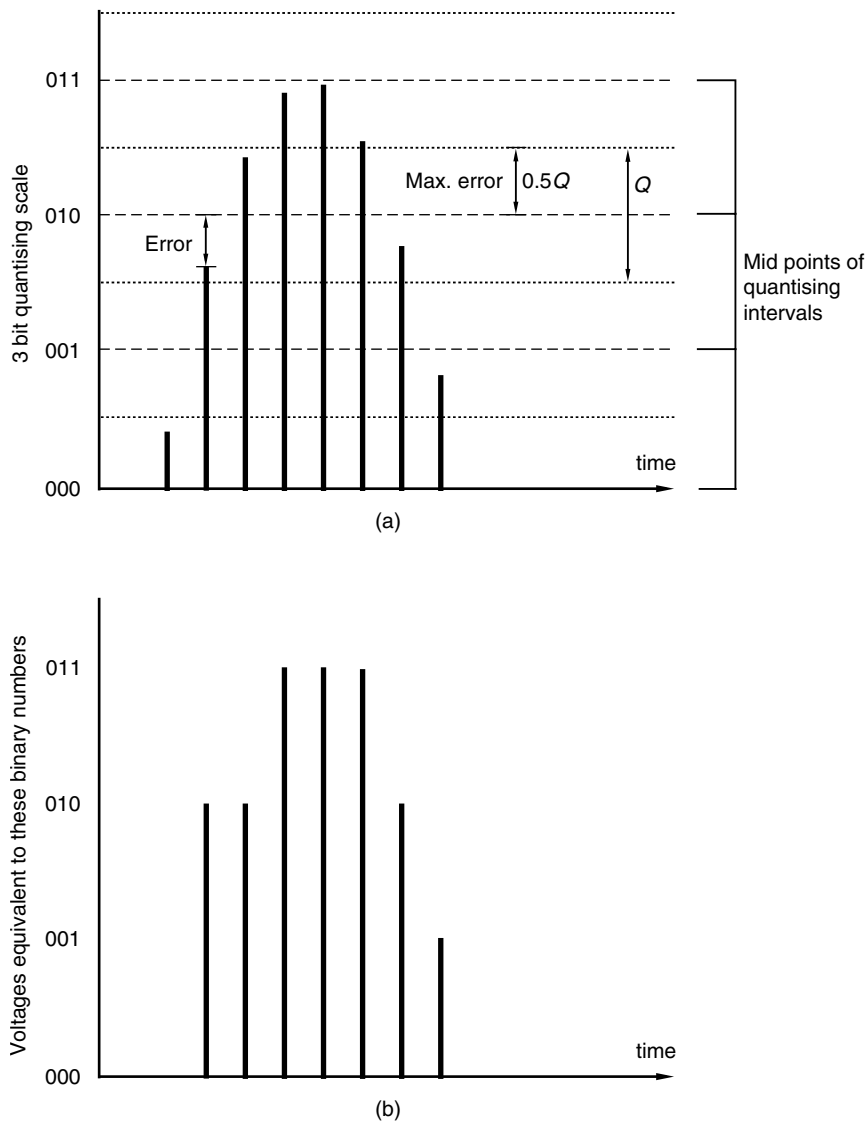 3 bit quantising scale
011
010
001
000
Error
Max. error
0.5Q
Q
Mid points of
quantising
intervals
time
(a)
Voltages equivalent to these binary numbers
011
010
001
000
time
(b)